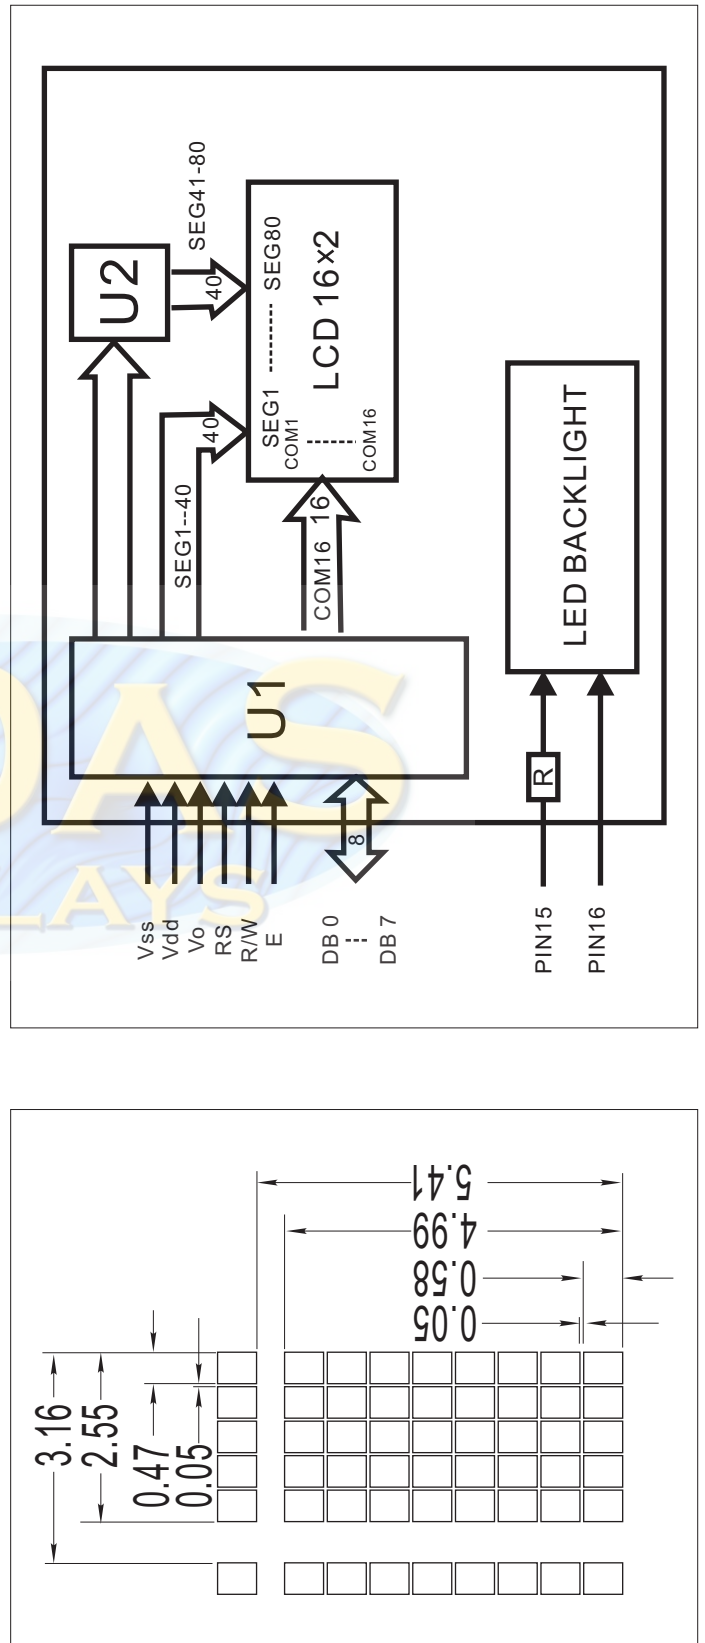 U2
SEG41-80
40
SEG1 SEG80
LCD 16×2
COM1
COM16
SEG1--40
40
COM16 16
U1
LED BACKLIGHT
R
8
Vss
Vdd
Vo
RS
R/W
E
DB 0
DB 7
PIN15
PIN16
DAS
LAYS
5.41
4.99
0.58
0.05
3.16
2.55
0.47
0.05